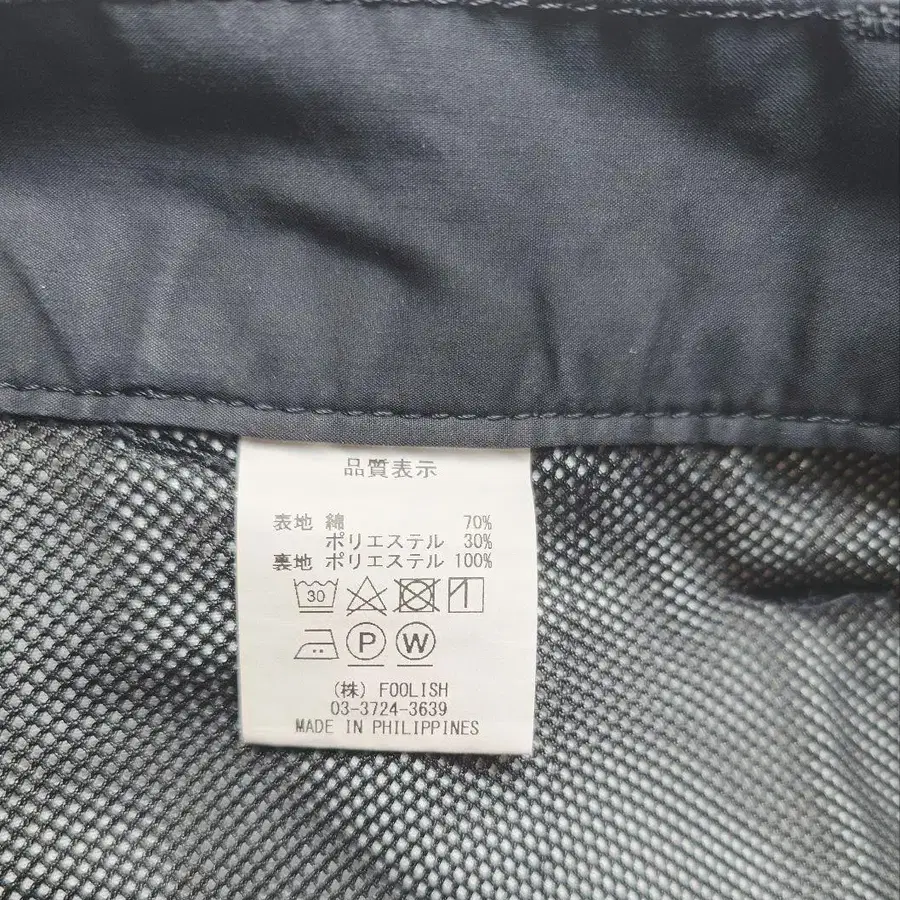 品質表示
表地 綿 70%
ポリエステル 30%
裏地 ポリエステル 100%
30
P W
(株) FOOLISH
03-3724-3639
MADE IN PHILIPPINES